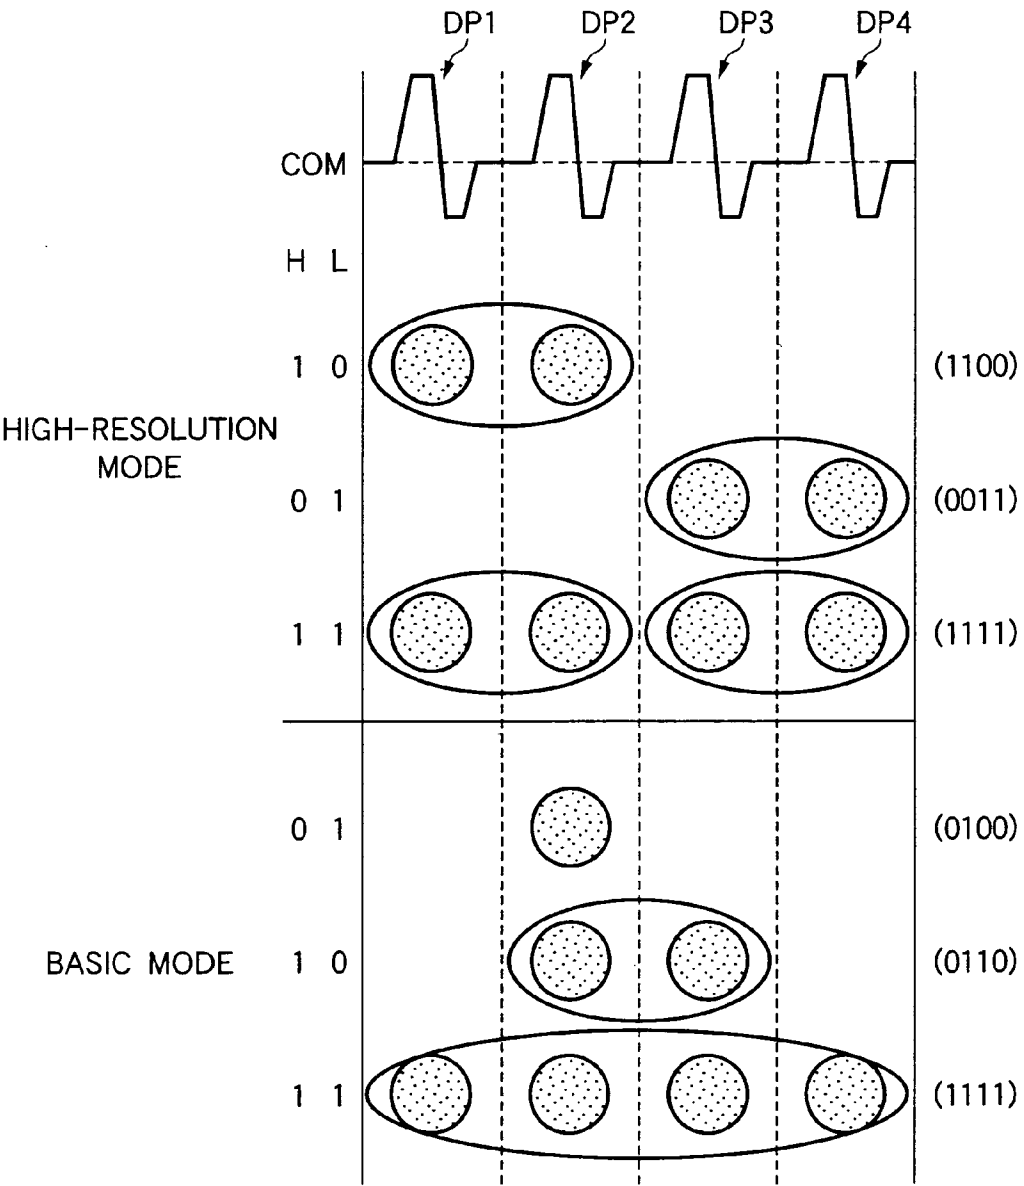 DP1 DP2 DP3 DP4
COM
H L
1 0 (1100)
HIGH-RESOLUTION
MODE
0 1 (0011)
1 1 (1111)
0 1 (0100)
BASIC MODE 1 0 (0110)
1 1 (1111)